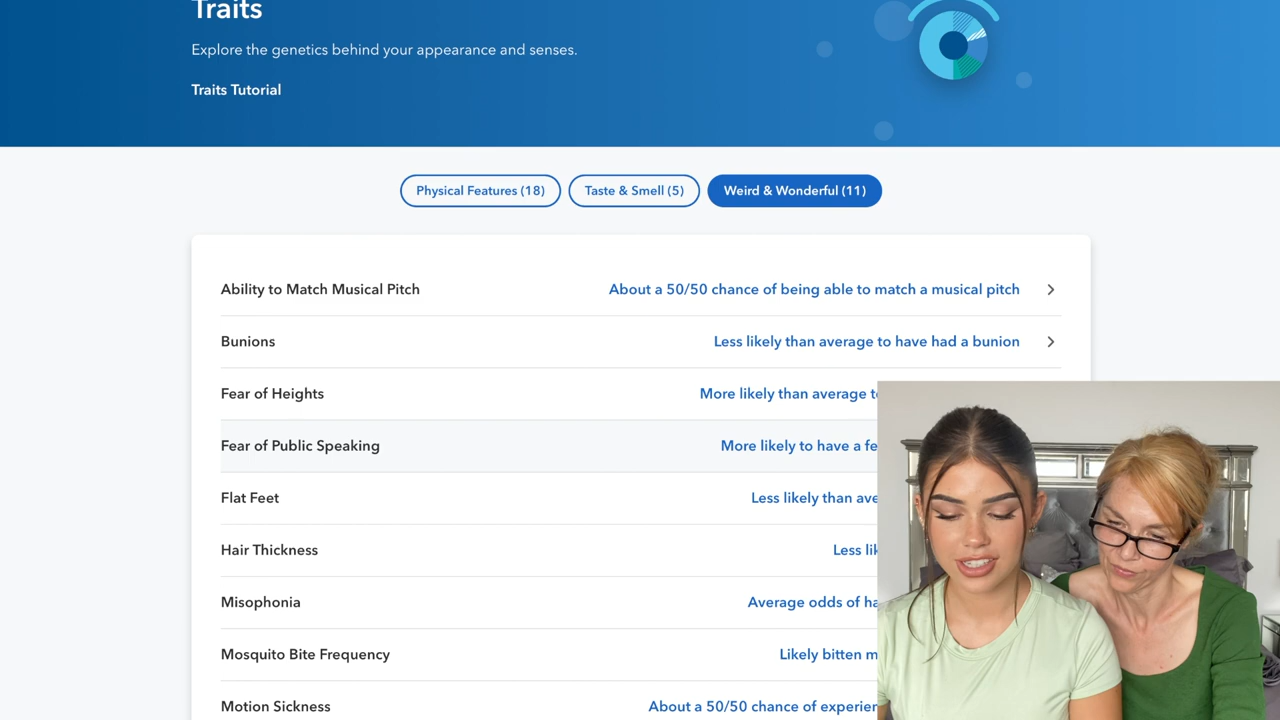 Traits
Explore the genetics behind your appearance and senses.
Traits Tutorial
Physical Features (18)
Taste & Smell (5)
Weird & Wonderful (11)
Ability to Match Musical Pitch About a 50/50 chance of being able to match a musical pitch
Bunions Less likely than average to have had a bunion
Fear of Heights More likely than average
Fear of Public Speaking More likely to have a
Flat Feet Less likely than
Hair Thickness Less
Misophonia Average odds of
Mosquito Bite Frequency Likely bitten
Motion Sickness About a 50/50 chance of